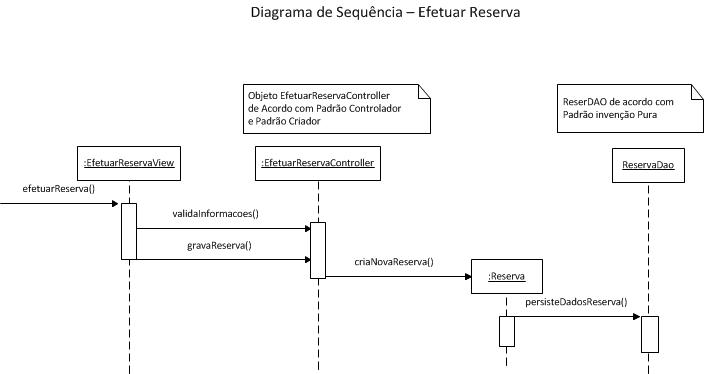 Diagrama de Sequência – Efetuar Reserva
Objeto EfetuarReservaController
de Acordo com Padrão Controlador
e Padrão Criador
ReserDAO de acordo com
Padrão invenção Pura
:EfetuarReservaView
:EfetuarReservaController
ReservaDao
efetuarReserva()
validaInformacoes()
gravaReserva()
criaNovaReserva()
:Reserva
persisteDadosReserva()